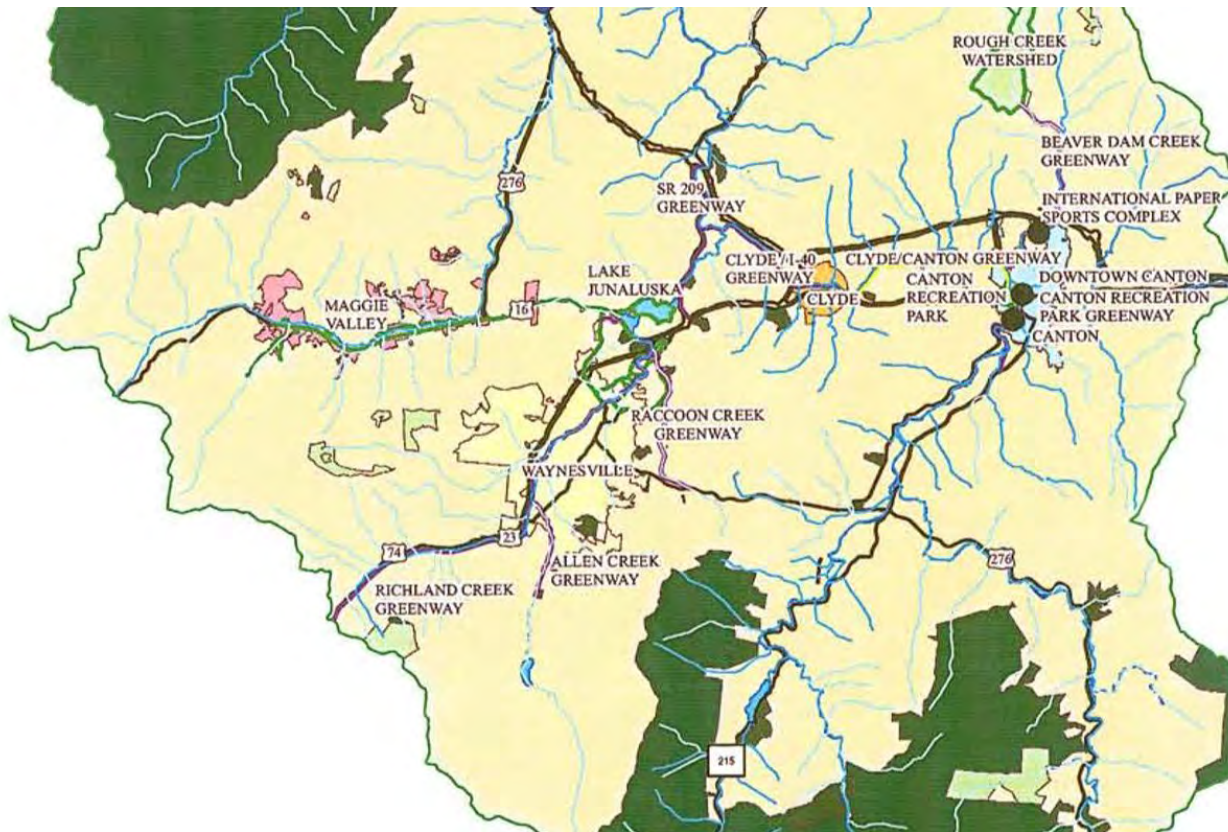 ROUGH CREEK
WATERSHED
BEAVER DAM CREEK
GREENWAY
276
SR 209
GREENWAY
INTERNATIONAL PAPER
SPORTS COMPLEX
CLYDE / I-40
GREENWAY
CLYDE/CANTON GREENWAY
LAKE
JUNALUSKA
CANTON
RECREATION
PARK
DOWNTOWN CANTON
CANTON RECREATION
PARK GREENWAY
CANTON
CLYDE
MAGGIE
VALLEY
16
RACCOON CREEK
GREENWAY
WAYNESVILLE
23
74
ALLEN CREEK
GREENWAY
276
RICHLAND CREEK
GREENWAY
215